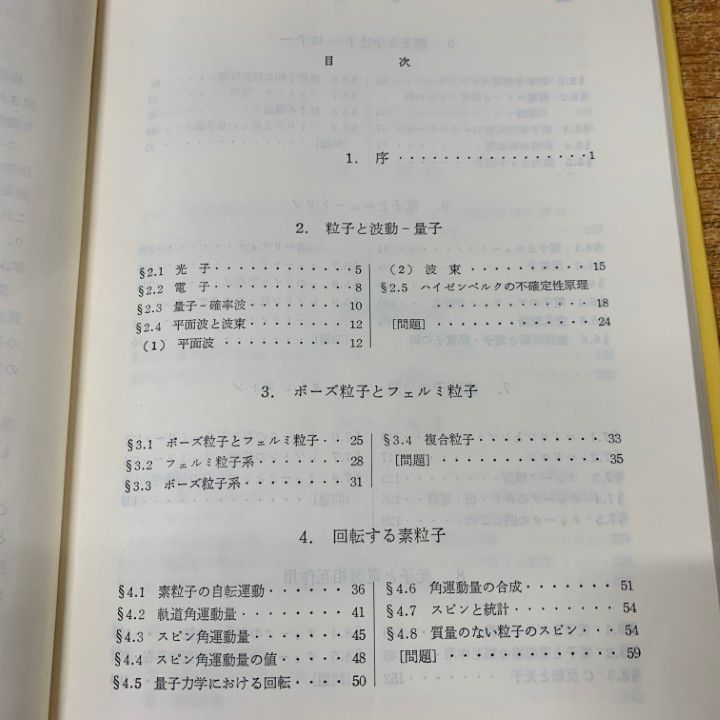 目 次
1. 序 ・・・・・・・・・・・・・・・・・1
2. 粒子と波動－量子
§2.1 光 子 ・・・・・・・・・・・ 5
§2.2 電 子 ・・・・・・・・・・・ 8
§2.3 量子－確率波 ・・・・・・・ 10
§2.4 平面波と波束 ・・・・・・・ 12
(1) 平面波 ・・・・・・・・・ 12
(2) 波 束 ・・・・・・・・・・ 15
§2.5 ハイゼンベルクの不確定性原理
・・・・・・・・・・・・ 18
[問題] ・・・・・・・・・・・・ 24
3. ボーズ粒子とフェルミ粒子
§3.1 ボーズ粒子とフェルミ粒子 ・・ 25
§3.2 フェルミ粒子系 ・・・・・・ 28
§3.3 ボーズ粒子系 ・・・・・・・ 31
§3.4 複合粒子 ・・・・・・・・・ 33
[問題] ・・・・・・・・・・・・ 35
4. 回転する素粒子
§4.1 素粒子の自転運動 ・・・・・・ 36
§4.2 軌道角運動量 ・・・・・・・ 41
§4.3 スピン角運動量 ・・・・・・ 45
§4.4 スピン角運動量の値 ・・・・・ 48
§4.5 量子力学における回転 ・・・・ 50
§4.6 角運動量の合成 ・・・・・・・ 51
§4.7 スピンと統計 ・・・・・・・ 54
§4.8 質量のない粒子のスピン ・・・ 54
[問題] ・・・・・・・・・・・・ 59